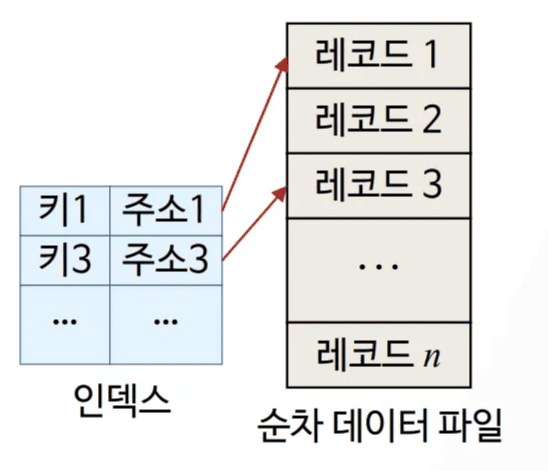 레코드 1
레코드 2
레코드 3
...
레코드 n
키1 주소1
키3 주소3
... ...
인덱스
순차 데이터 파일